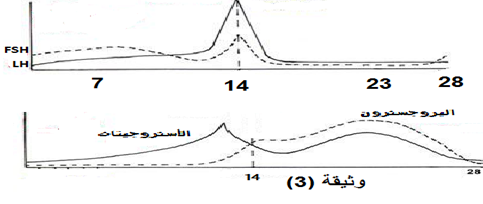 FSH
LH
7 14 23 28
البروجسترون
الأستروجينات
14 28
وثيقة (3)